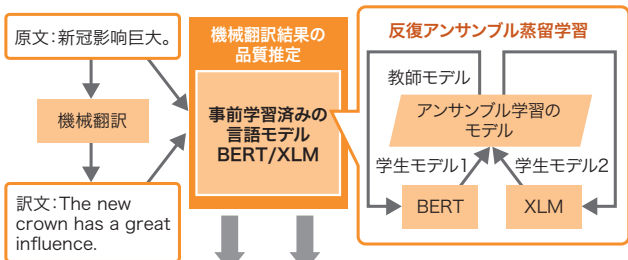 原文:新冠影响巨大。
機械翻訳
訳文:The new
crown has a great
influence.
機械翻訳結果の
品質推定
事前学習済みの
言語モデル
BERT/XLM
反復アンサンブル蒸留学習
教師モデル
アンサンブル学習の
モデル
学生モデル1
学生モデル2
BERT
XLM